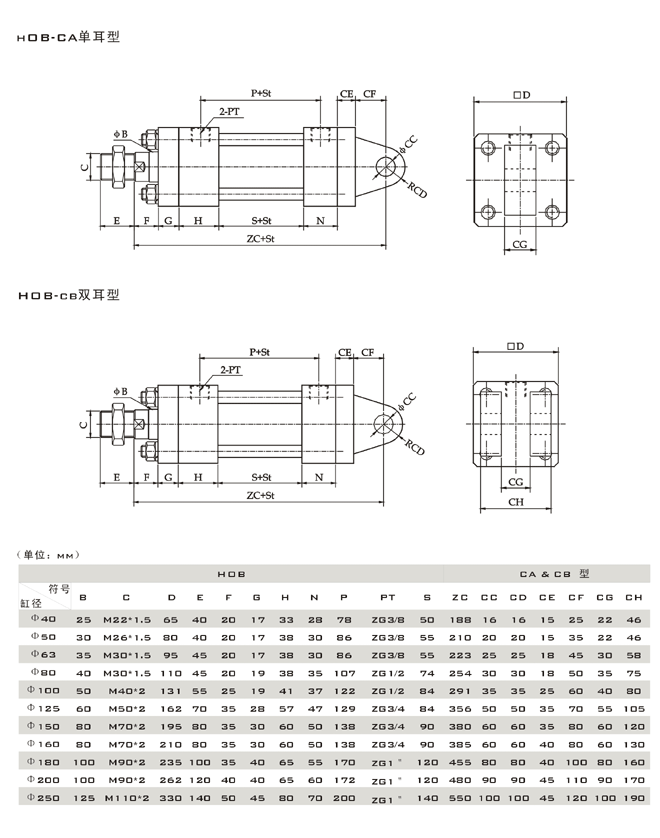 HOB-CA单耳型
P+St CE CF
2-PT
ΦB
ΦCC
C
RCD
E F G H S+St N
ZC+St
□D
CG
HOB-CB双耳型
P+St CE CF
2-PT
ΦB
ΦCC
C
RCD
E F G H S+St N
ZC+St
□D
CG
CH
（单位：MM）
HOB CA & CB 型
符号
缸径 B C D E F G H N P PT S ZC CC CD CE CF CG CH
Φ40 25 M22*1.5 65 40 20 17 33 28 78 ZG3/8 50 188 16 16 15 25 22 46
Φ50 30 M26*1.5 80 40 20 17 38 30 86 ZG3/8 55 210 20 20 15 35 22 46
Φ63 35 M30*1.5 95 45 20 17 38 30 86 ZG3/8 55 223 25 25 18 45 30 58
Φ80 40 M30*1.5 110 45 20 19 38 35 107 ZG1/2 74 254 30 30 18 50 35 75
Φ100 50 M40*2 131 55 25 19 41 37 122 ZG1/2 84 291 35 35 25 60 40 80
Φ125 60 M50*2 162 70 35 28 57 47 129 ZG3/4 84 356 50 50 35 70 55 105
Φ150 80 M70*2 195 80 35 30 60 50 138 ZG3/4 90 380 60 60 35 80 60 120
Φ160 80 M70*2 210 80 35 30 60 50 138 ZG3/4 90 385 60 60 40 80 60 130
Φ180 100 M90*2 235 100 35 40 65 55 170 ZG1" 120 455 80 80 40 100 80 160
Φ200 100 M90*2 262 120 40 40 65 60 172 ZG1" 120 480 90 90 45 110 90 170
Φ250 125 M110*2 330 140 50 45 80 70 200 ZG1" 140 550 100 100 45 120 100 190